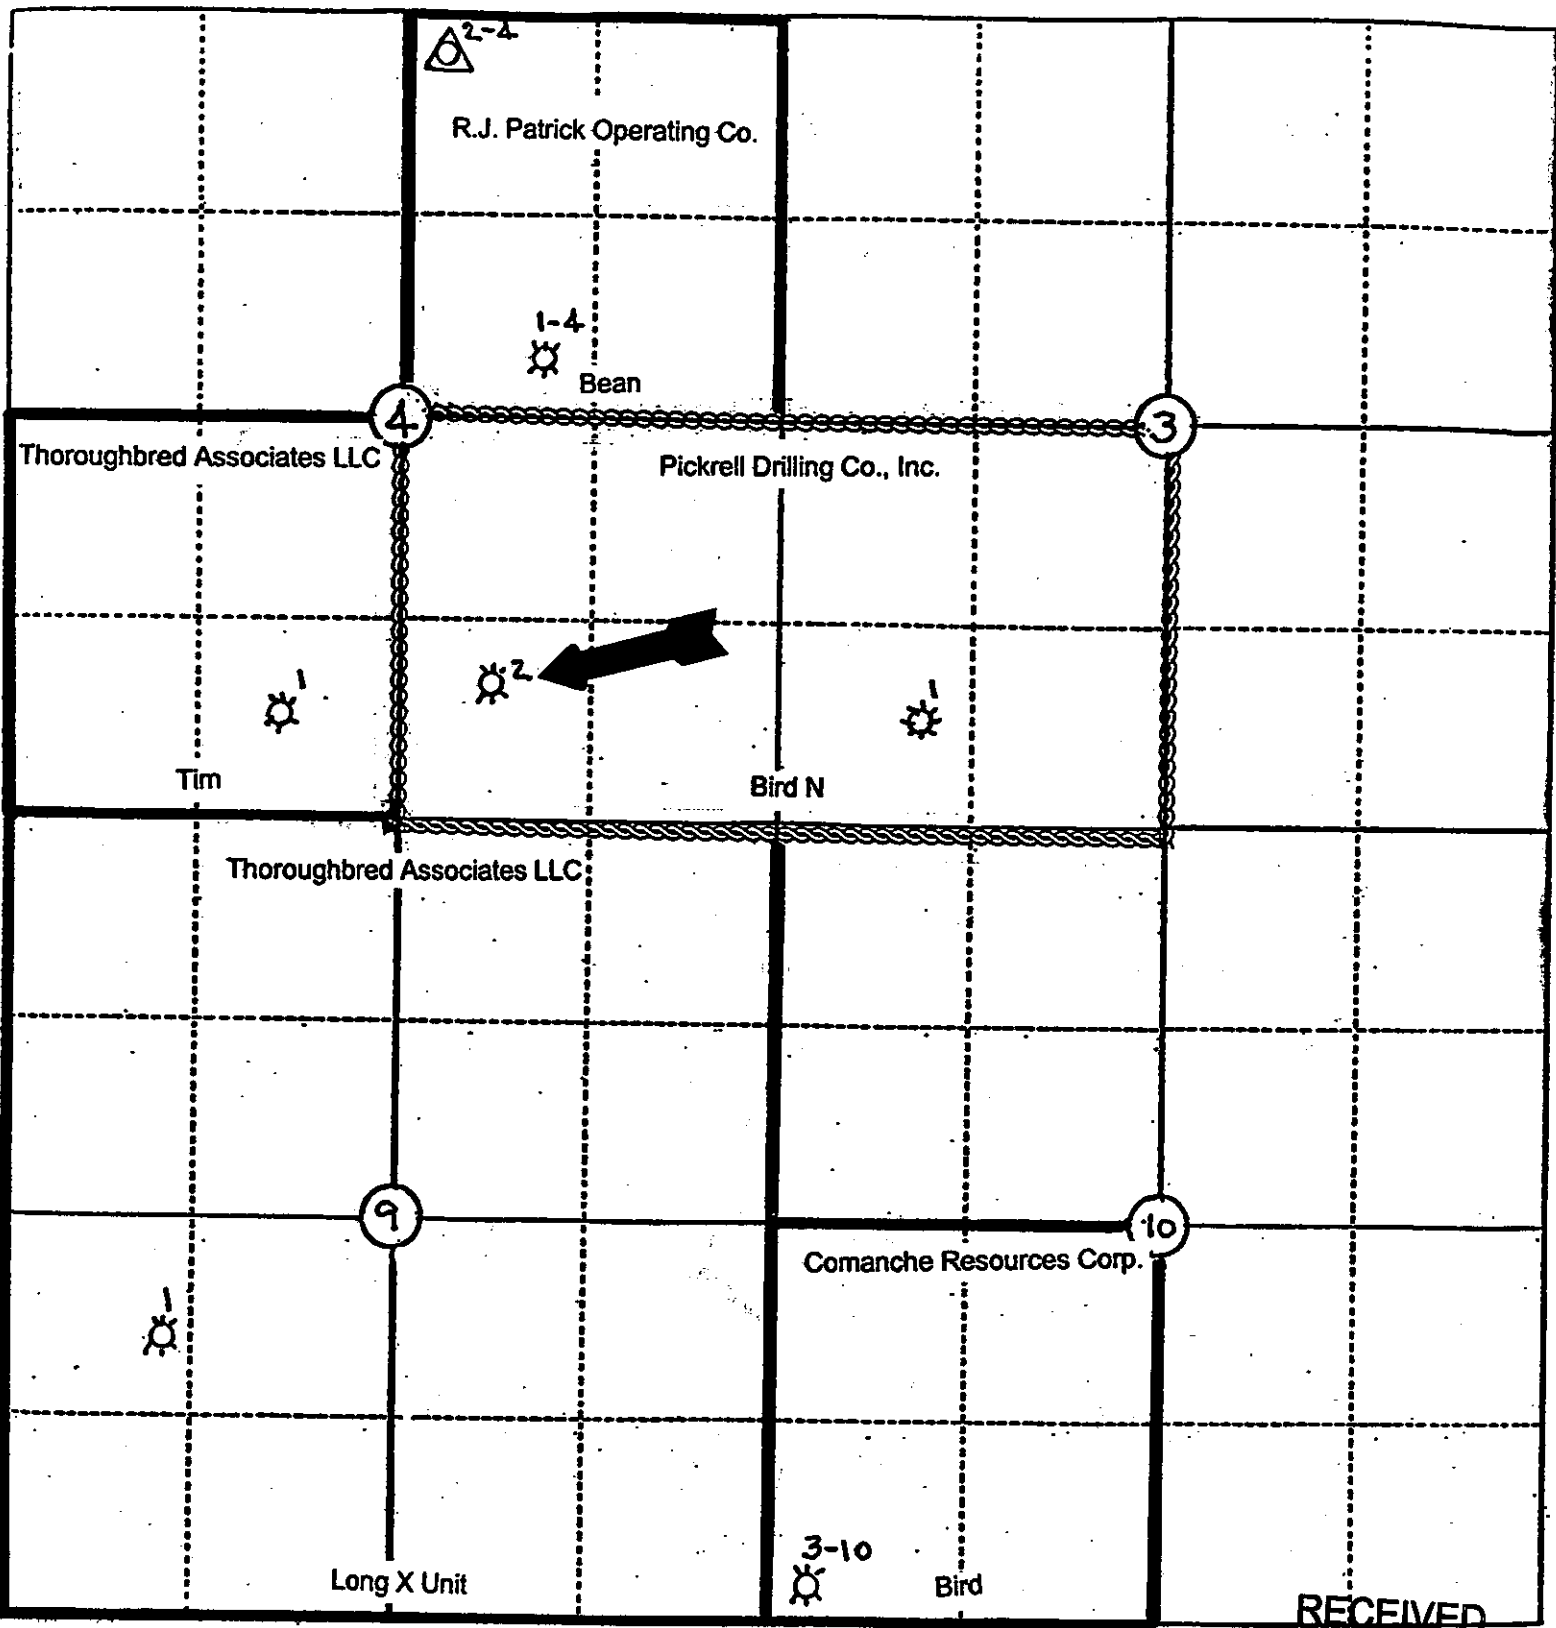 2-4
R.J. Patrick Operating Co.
1-4
Bean
4
3
Thoroughbred Associates LLC
Pickrell Drilling Co., Inc.
2
1
1
Tim
Bird N
Thoroughbred Associates LLC
9
10
Comanche Resources Corp.
1
3-10
Long X Unit
Bird
RECEIVED